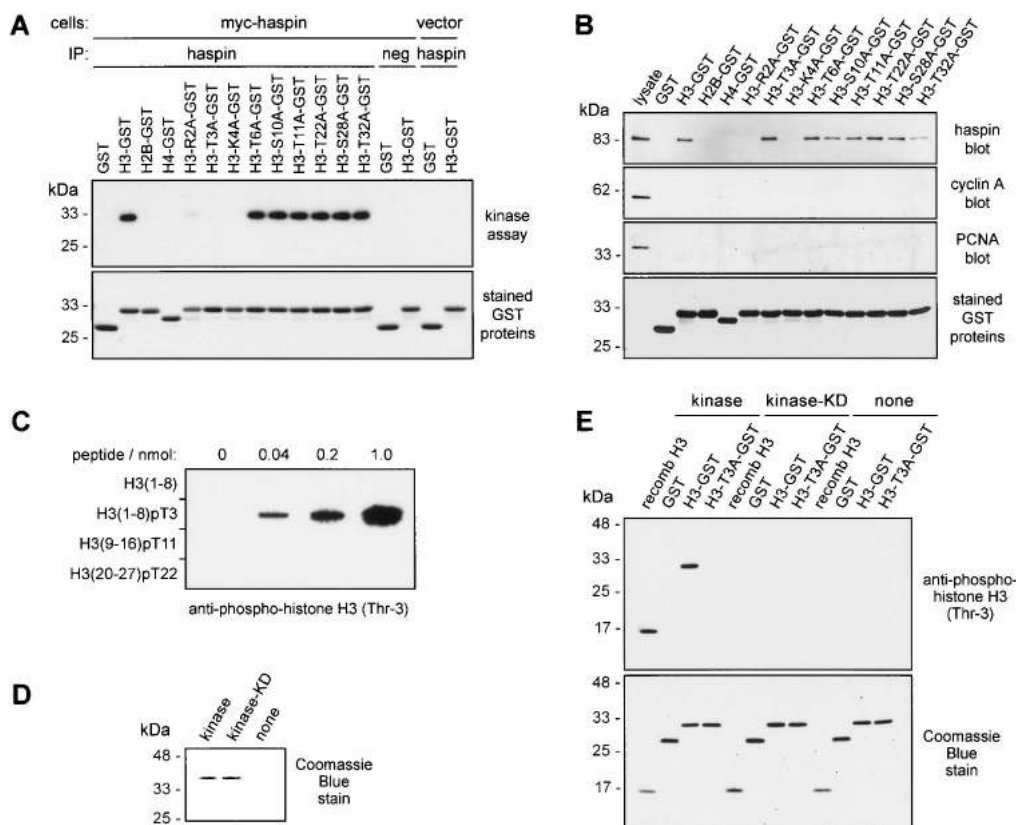 A
cells:
myc-haspin
vector
IP:
haspin
neg
haspin
GST
H3-GST
H2B-GST
H4-GST
H3-R2A-GST
H3-T3A-GST
H3-K4A-GST
H3-T6A-GST
H3-S10A-GST
H3-T11A-GST
H3-T22A-GST
H3-S28A-GST
H3-T32A-GST
GST
H3-GST
GST
H3-GST
kDa
33 -
25 -
kinase
assay
33 -
25 -
stained
GST
proteins
B
lysate
GST
H3-GST
H2B-GST
H4-GST
H3-R2A-GST
H3-T3A-GST
H3-K4A-GST
H3-T6A-GST
H3-S10A-GST
H3-T11A-GST
H3-T22A-GST
H3-S28A-GST
H3-T32A-GST
kDa
83 -
haspin
blot
62 -
cyclin A
blot
33 -
PCNA
blot
33 -
25 -
stained
GST
proteins
C
peptide / nmol:
0
0.04
0.2
1.0
H3(1-8)
H3(1-8)pT3
H3(9-16)pT11
H3(20-27)pT22
anti-phospho-histone H3 (Thr-3)
D
kinase
kinase-KD
none
kDa
48 -
33 -
25 -
Coomassie
Blue
stain
E
kinase
kinase-KD
none
recomb H3
GST
H3-GST
H3-T3A-GST
recomb H3
GST
H3-GST
H3-T3A-GST
recomb H3
GST
H3-GST
H3-T3A-GST
kDa
48 -
33 -
25 -
17 -
anti-phospho-
histone H3
(Thr-3)
48 -
33 -
25 -
17 -
Coomassie
Blue
stain